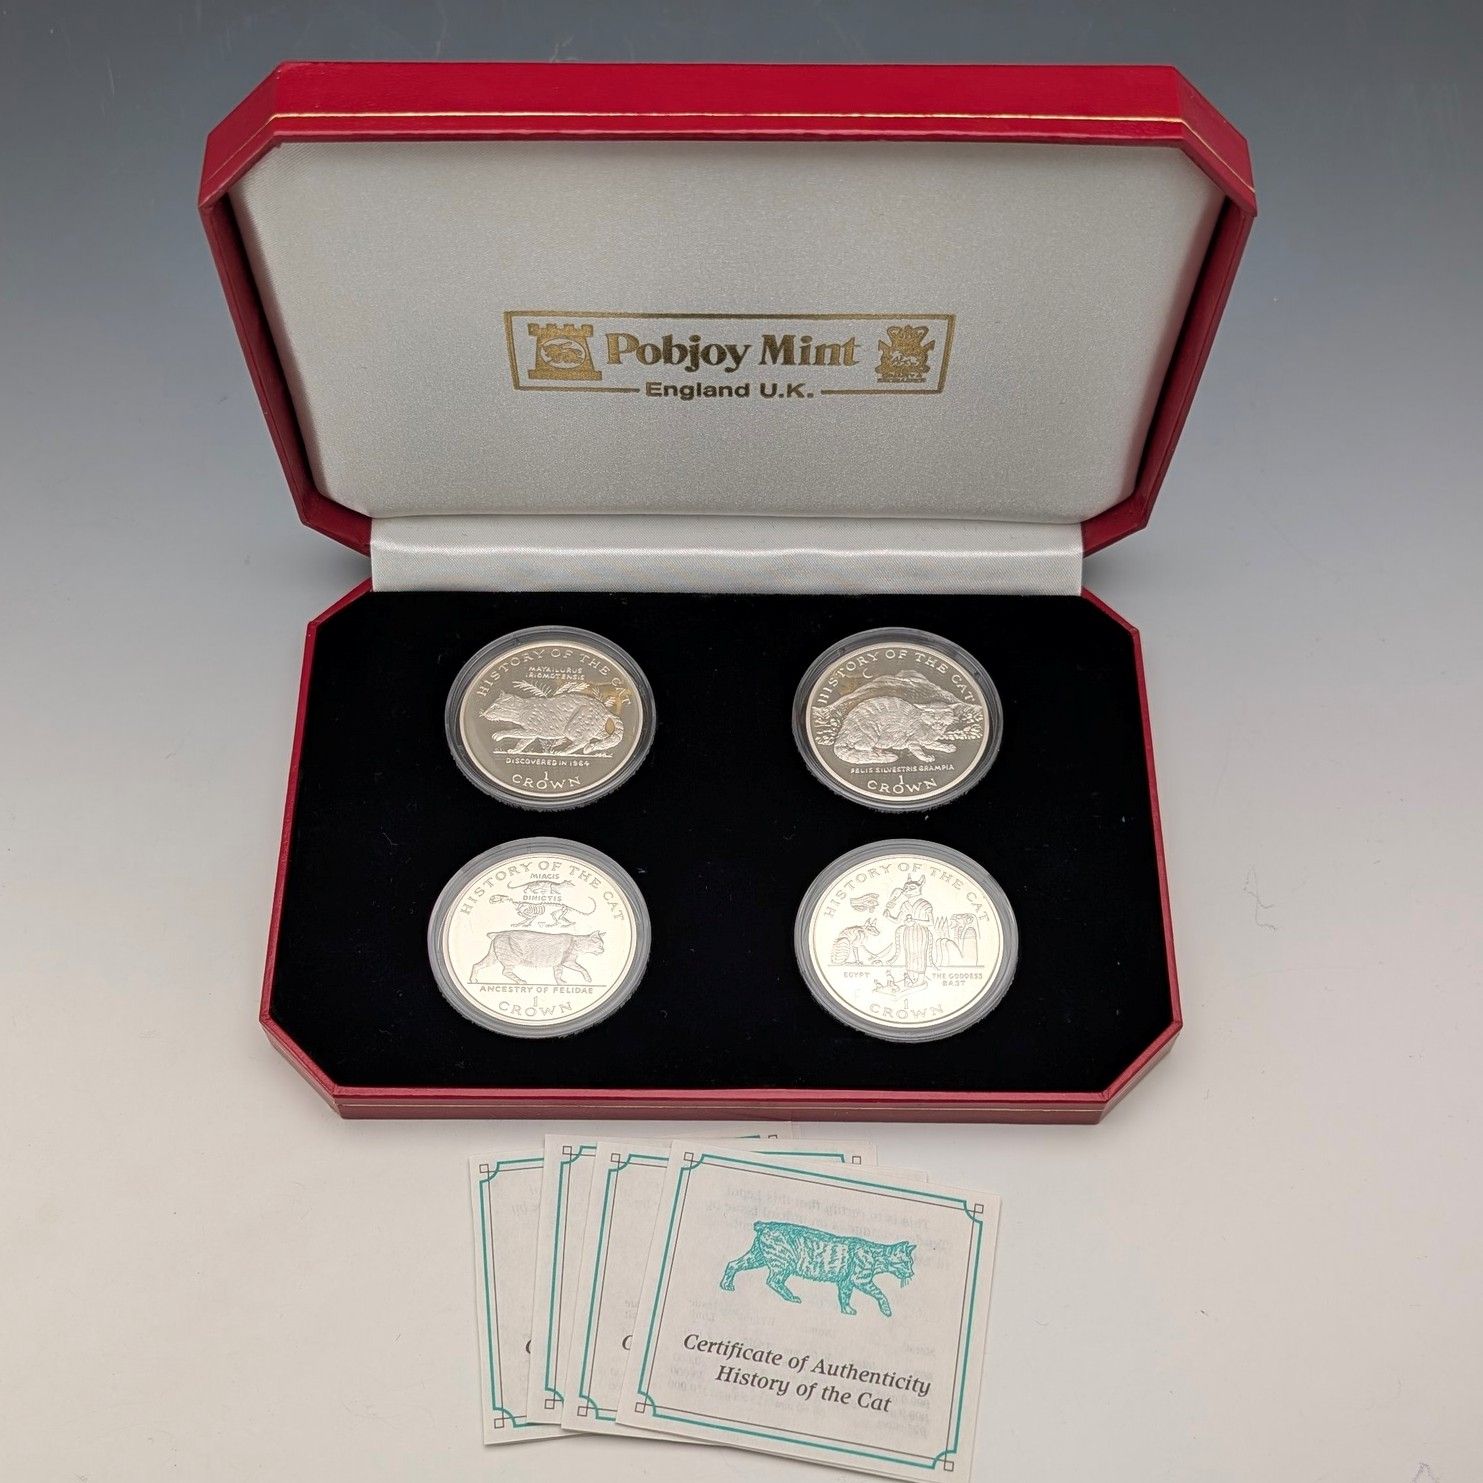 Pobjoy Mint
England U.K.
HISTORY OF THE CAT
MAYAILURUS
IRIOMOTENSIS
DISCOVERED IN 1964
1
CROWN
HISTORY OF THE CAT
FELIS SILVESTRIS GRAMPIA
1
CROWN
HISTORY OF THE CAT
MIACIS
DINICTIS
ANCESTRY OF FELIDAE
1
CROWN
HISTORY OF THE CAT
EGYPT
THE GODDESS
BAST
1
CROWN
Certificate of Authenticity
History of the Cat